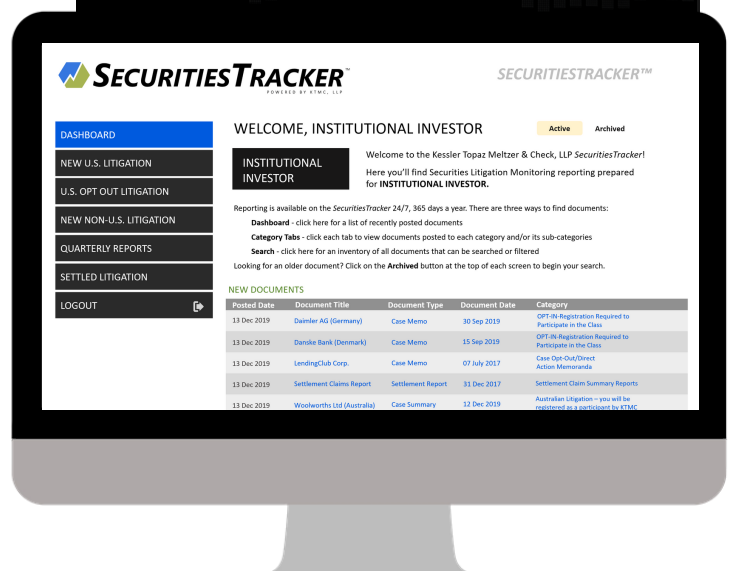 SECURITIESTRACKER™
POWERED BY KTMC, LLP
SECURITIESTRACKER™
DASHBOARD
NEW U.S. LITIGATION
U.S. OPT OUT LITIGATION
NEW NON-U.S. LITIGATION
QUARTERLY REPORTS
SETTLED LITIGATION
LOGOUT
WELCOME, INSTITUTIONAL INVESTOR
Active Archived
INSTITUTIONAL
INVESTOR
Welcome to the Kessler Topaz Meltzer & Check, LLP SecuritiesTracker!
Here you'll find Securities Litigation Monitoring reporting prepared
for INSTITUTIONAL INVESTOR.
Reporting is available on the SecuritiesTracker 24/7, 365 days a year. There are three ways to find documents:
Dashboard - click here for a list of recently posted documents
Category Tabs - click each tab to view documents posted to each category and/or its sub-categories
Search - click here for an inventory of all documents that can be searched or filtered
Looking for an older document? Click on the Archived button at the top of each screen to begin your search.
NEW DOCUMENTS
Posted Date Document Title Document Type Document Date Category
13 Dec 2019 Daimler AG (Germany) Case Memo 30 Sep 2019 OPT-IN-Registration Required to
Participate in the Class
13 Dec 2019 Danske Bank (Denmark) Case Memo 15 Sep 2019 OPT-IN-Registration Required to
Participate in the Class
13 Dec 2019 LendingClub Corp. Case Memo 07 July 2017 Case Opt-Out/Direct
Action Memoranda
13 Dec 2019 Settlement Claims Report Settlement Report 31 Dec 2017 Settlement Claim Summary Reports
13 Dec 2019 Woolworths Ltd (Australia) Case Summary 12 Dec 2019 Australian Litigation – you will be
registered as a participant by KTMC